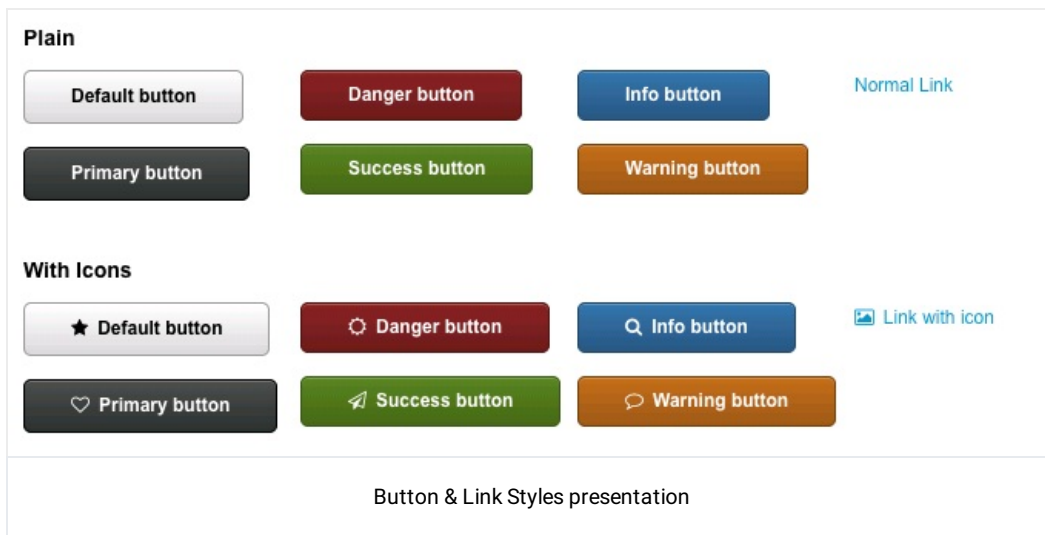 Plain
Default button Danger button Info button Normal Link
Primary button Success button Warning button
With Icons
Default button Danger button Info button Link with icon
Primary button Success button Warning button
Button & Link Styles presentation